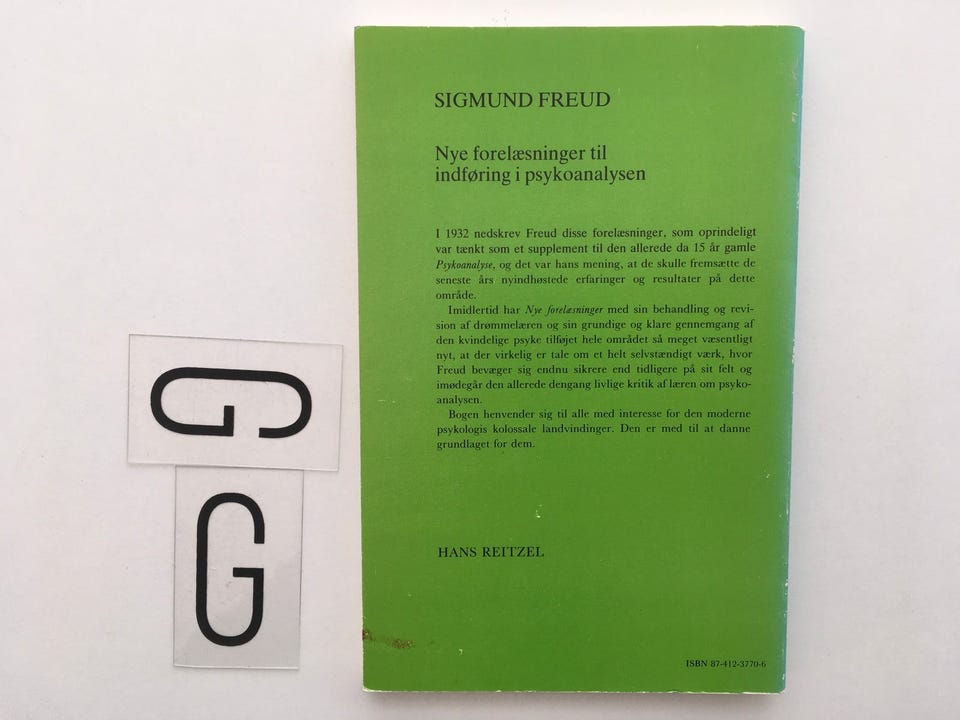 SIGMUND FREUD
Nye forelæsninger til
indføring i psykoanalysen
I 1932 nedskrev Freud disse forelæsninger, som oprindeligt
var tænkt som et supplement til den allerede da 15 år gamle
Psykoanalyse, og det var hans mening, at de skulle fremsætte de
seneste års nyindhøstede erfaringer og resultater på dette
område.
Imidlertid har Nye forelæsninger med sin behandling og revi-
sion af drømmelæren og sin grundige og klare gennemgang af
den kvindelige psyke tilføjet hele området så meget væsentligt
nyt, at der virkelig er tale om et helt selvstændigt værk, hvor
Freud bevæger sig endnu sikrere end tidligere på sit felt og
imødegår den allerede dengang livlige kritik af læren om psyko-
analysen.
Bogen henvender sig til alle med interesse for den moderne
psykologis kolossale landvindinger. Den er med til at danne
grundlaget for dem.
HANS REITZEL
ISBN 87-412-3770-6
G
G